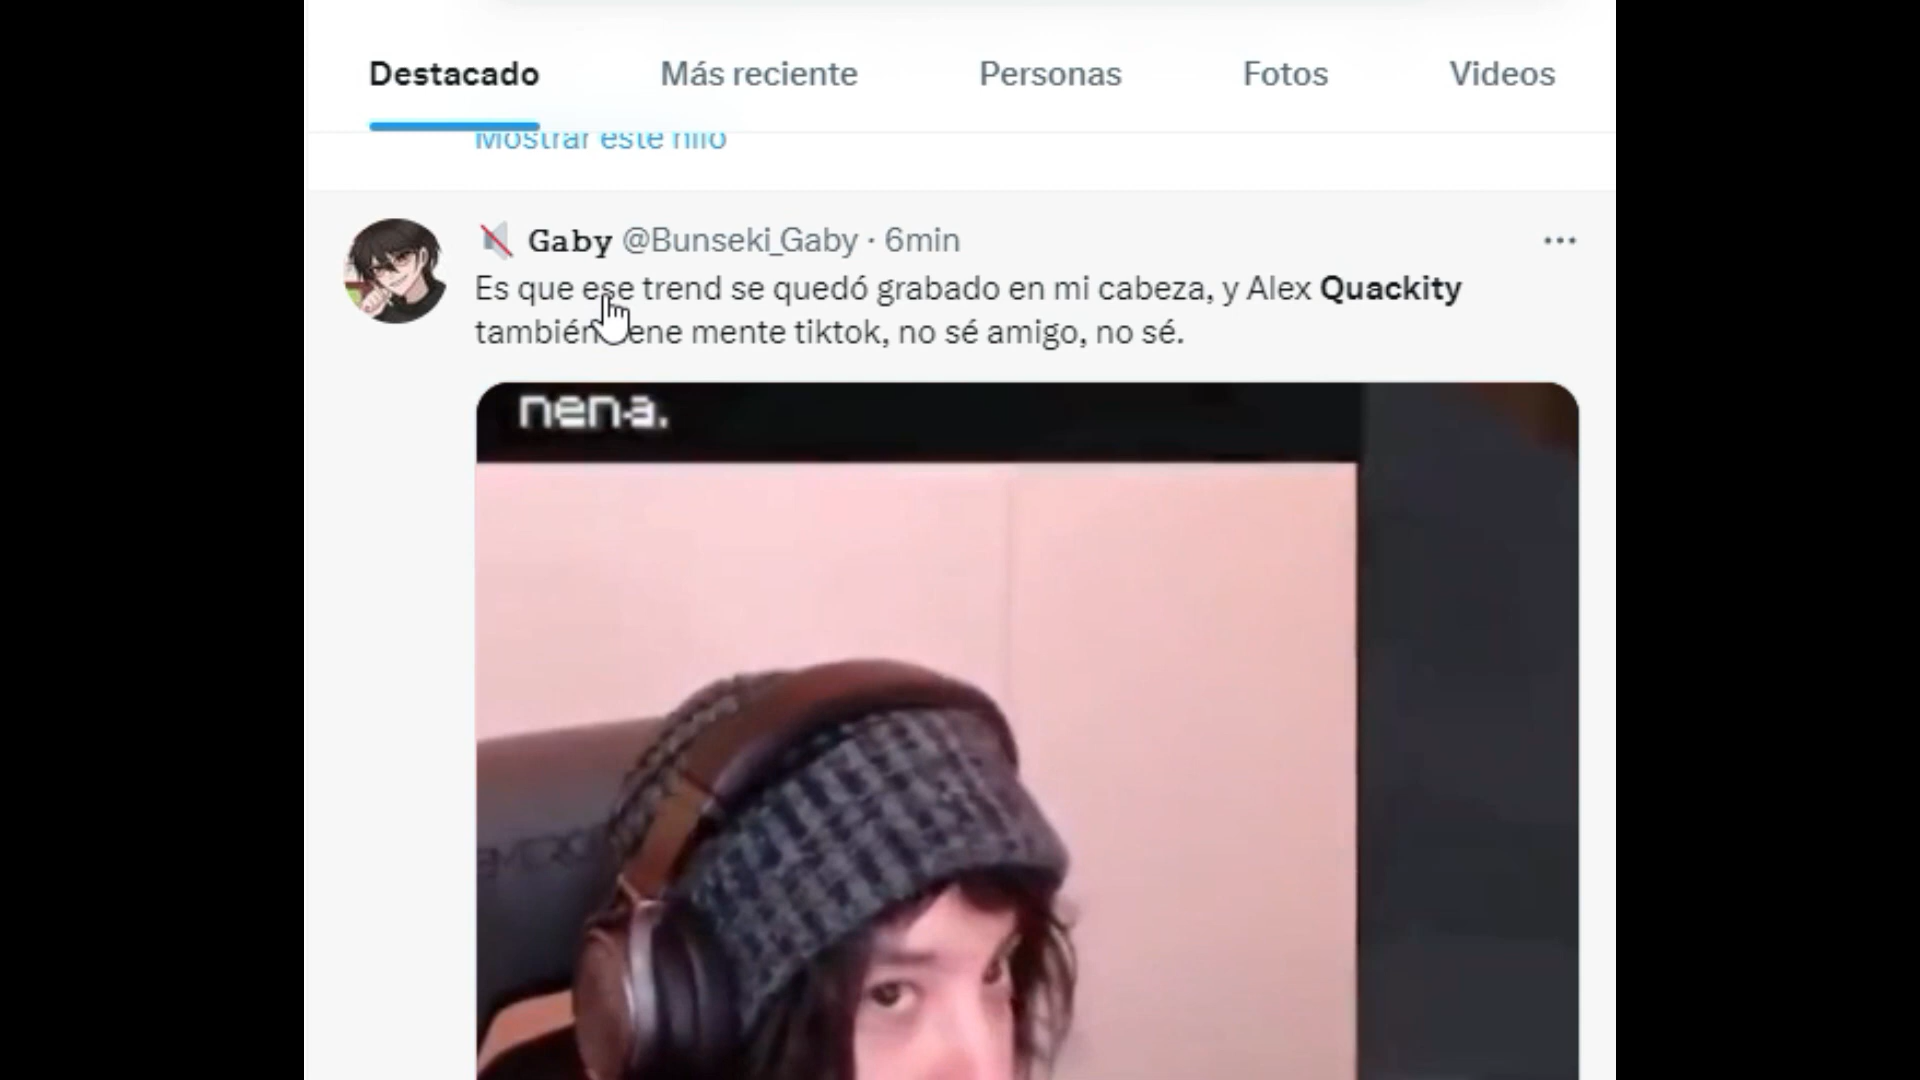 Destacado Más reciente Personas Fotos Videos
Mostrar este hilo
Gaby @Bunseki_Gaby · 6min
Es que ese trend se quedó grabado en mi cabeza, y Alex Quackity
también ene mente tiktok, no sé amigo, no sé.
nena.